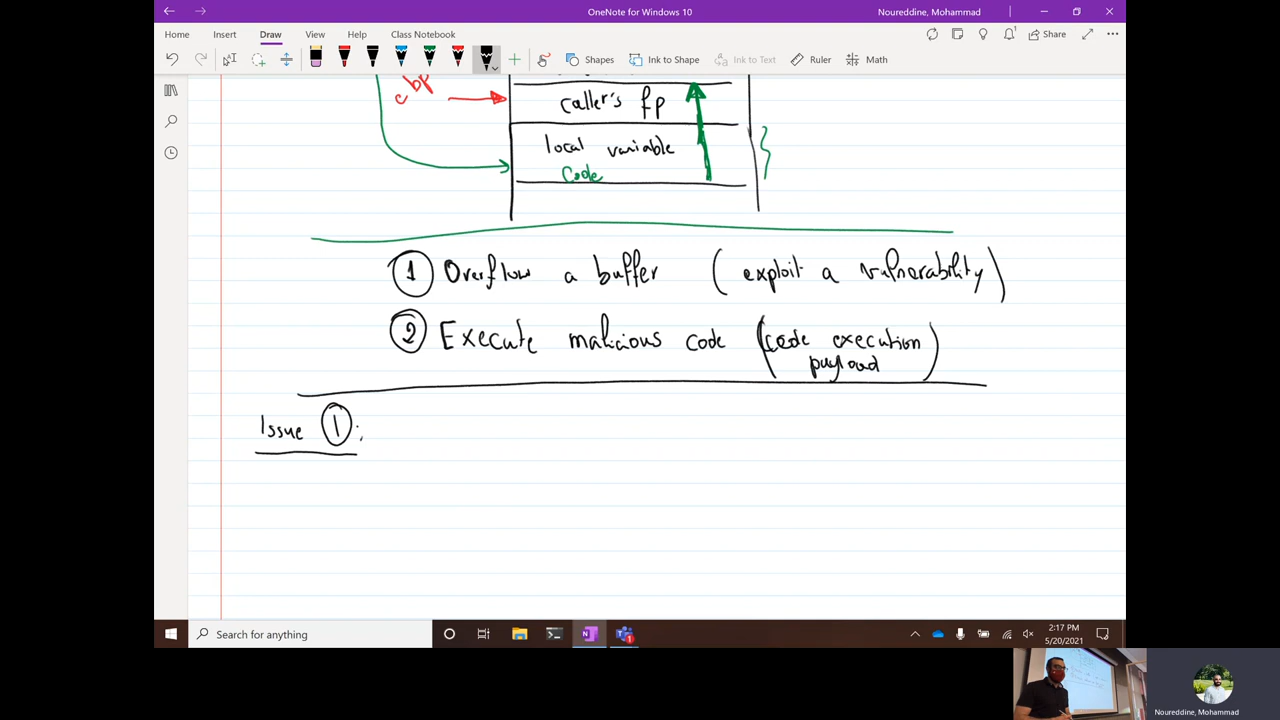 OneNote for Windows 10
Noureddine, Mohammad
Home Insert Draw View Help Class Notebook
Share
Ink to Shape
Shapes
Ink to Text
Ruler
Math
ebp
caller's fp
local variable
Code
① Overflow a buffer (exploit a vulnerability)
② Execute malicious code (code execution
payload)
Issue ①:
Search for anything
1
2:17 PM
5/20/2021
Noureddine, Mohammad